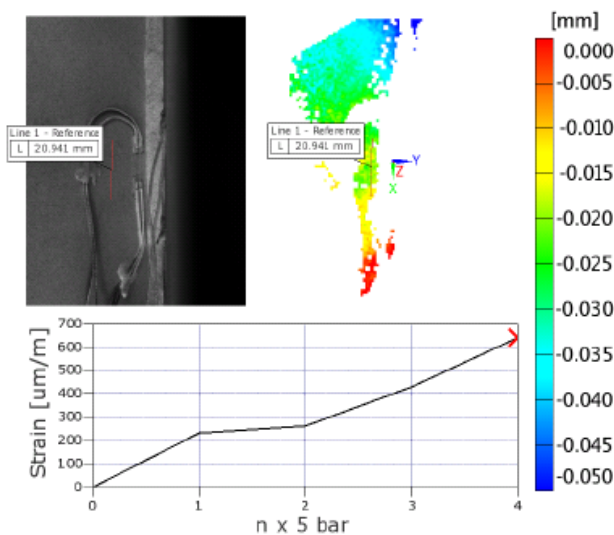 [mm]
0.000
-0.005
-0.010
-0.015
-0.020
-0.025
-0.030
-0.035
-0.040
-0.045
-0.050
Line 1 - Reference
L 20.941 mm
Line 1 - Reference
L 20.941 mm
Y
Z
X
Strain [um/m]
700
600
500
400
300
200
100
0
0 1 2 3 4
n x 5 bar